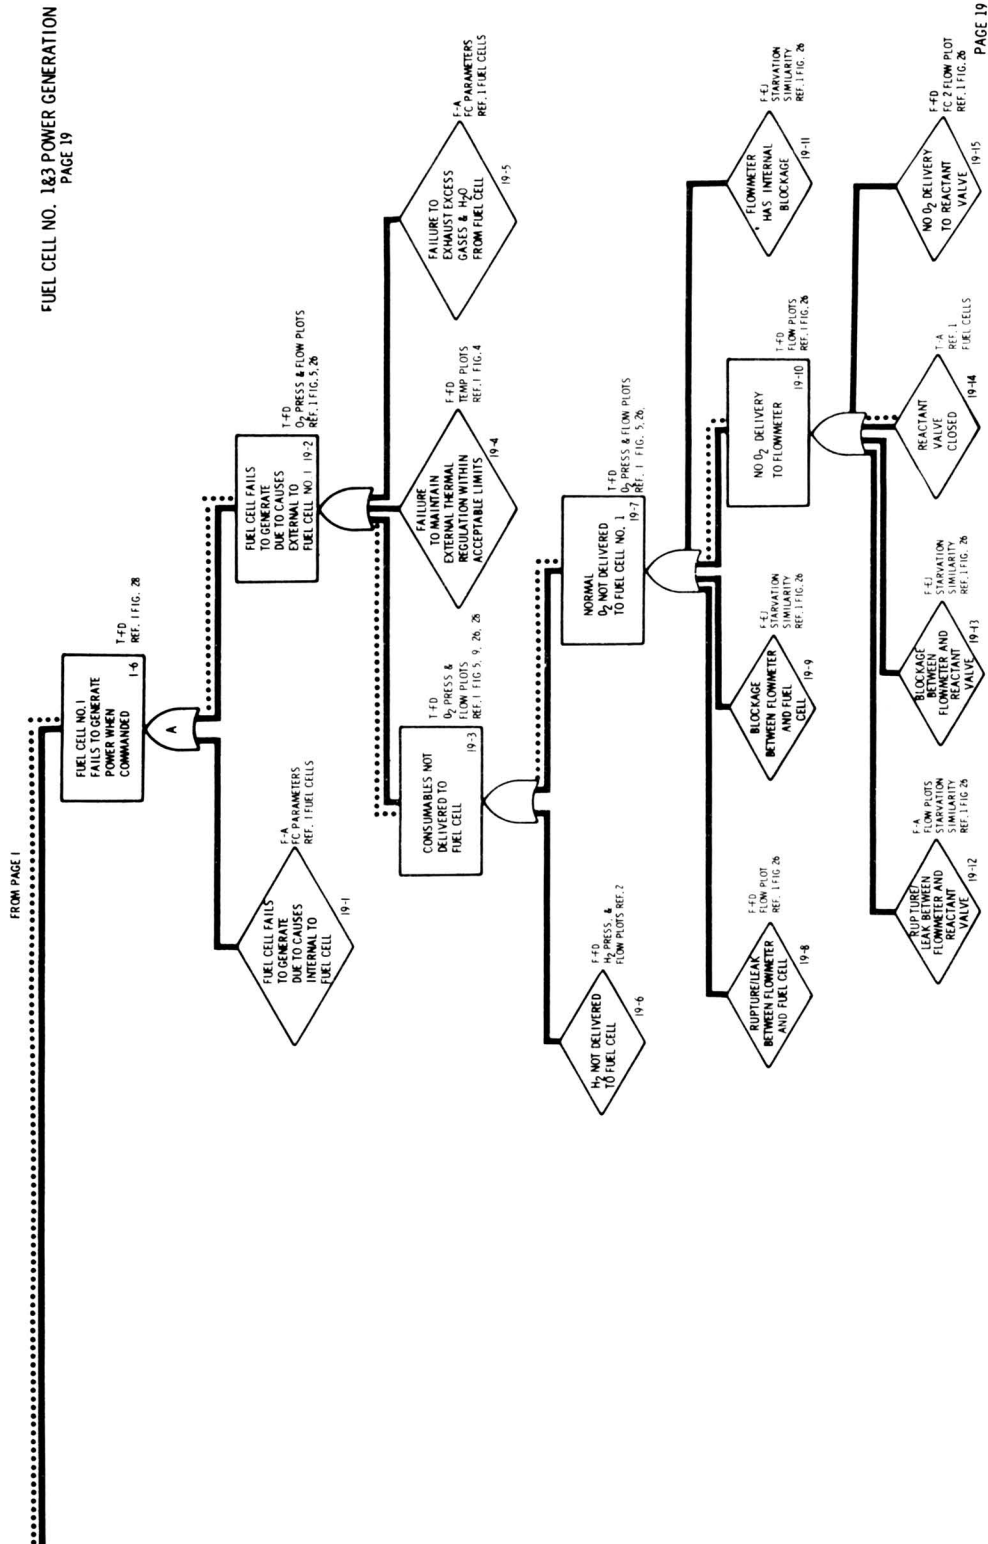 FUEL CELL NO. 1&3 POWER GENERATION
PAGE 19
FROM PAGE 1
FUEL CELL NO. 1
FAILS TO GENERATE
POWER WHEN
COMMANDED
1-6
T-FD
REF. 1 FIG. 28
A
FUEL CELL FAILS
TO GENERATE
DUE TO CAUSES
INTERNAL TO
FUEL CELL
19-1
F-A
FC PARAMETERS
REF. 1 FUEL CELLS
FUEL CELL FAILS
TO GENERATE
DUE TO CAUSES
EXTERNAL TO
FUEL CELL NO. 1
19-2
T-FD
O2 PRESS & FLOW PLOTS
REF. 1 FIG. 5, 26
CONSUMABLES NOT
DELIVERED TO
FUEL CELL
19-3
T-FD
O2 PRESS &
FLOW PLOTS
REF. 1 FIG 5, 9, 26, 28
FAILURE
TO MAINTAIN
EXTERNAL THERMAL
REGULATION WITHIN
ACCEPTABLE LIMITS
19-4
F-FD
TEMP PLOTS
REF. 1 FIG. 4
FAILURE TO
EXHAUST EXCESS
GASES & H2O
FROM FUEL CELL
19-5
F-A
FC PARAMETERS
REF. 1 FUEL CELLS
H2 NOT DELIVERED
TO FUEL CELL
19-6
F-FD
H2 PRESS, &
FLOW PLOTS REF. 2
NORMAL
O2 NOT DELIVERED
TO FUEL CELL NO. 1
19-7
T-FD
O2 PRESS & FLOW PLOTS
REF. 1 FIG. 5, 26,
RUPTURE/LEAK
BETWEEN FLOWMETER
AND FUEL CELL
19-8
F-FD
FLOW PLOT
REF. 1 FIG 26
BLOCKAGE
BETWEEN FLOWMETER
AND FUEL
CELL
19-9
F-EJ
STARVATION
SIMILARITY
REF. 1 FIG. 26
NO O2 DELIVERY
TO FLOWMETER
19-10
T-FD
FLOW PLOTS
REF. 1 FIG. 26
FLOWMETER
HAS INTERNAL
BLOCKAGE
19-11
F-EJ
STARVATION
SIMILARITY
REF. 1 FIG. 26
RUPTURE/
LEAK BETWEEN
FLOWMETER AND
REACTANT
VALVE
19-12
F-A
FLOW PLOTS
STARVATION
SIMILARITY
REF. 1 FIG 26
BLOCKAGE
BETWEEN
FLOWMETER AND
REACTANT
VALVE
19-13
F-EJ
STARVATION
SIMILARITY
REF. 1 FIG. 26
REACTANT
VALVE
CLOSED
19-14
T-A
REF. 1
FUEL CELLS
NO O2 DELIVERY
TO REACTANT
VALVE
19-15
F-FD
FC 2 FLOW PLOT
REF. 1 FIG. 26
PAGE 19